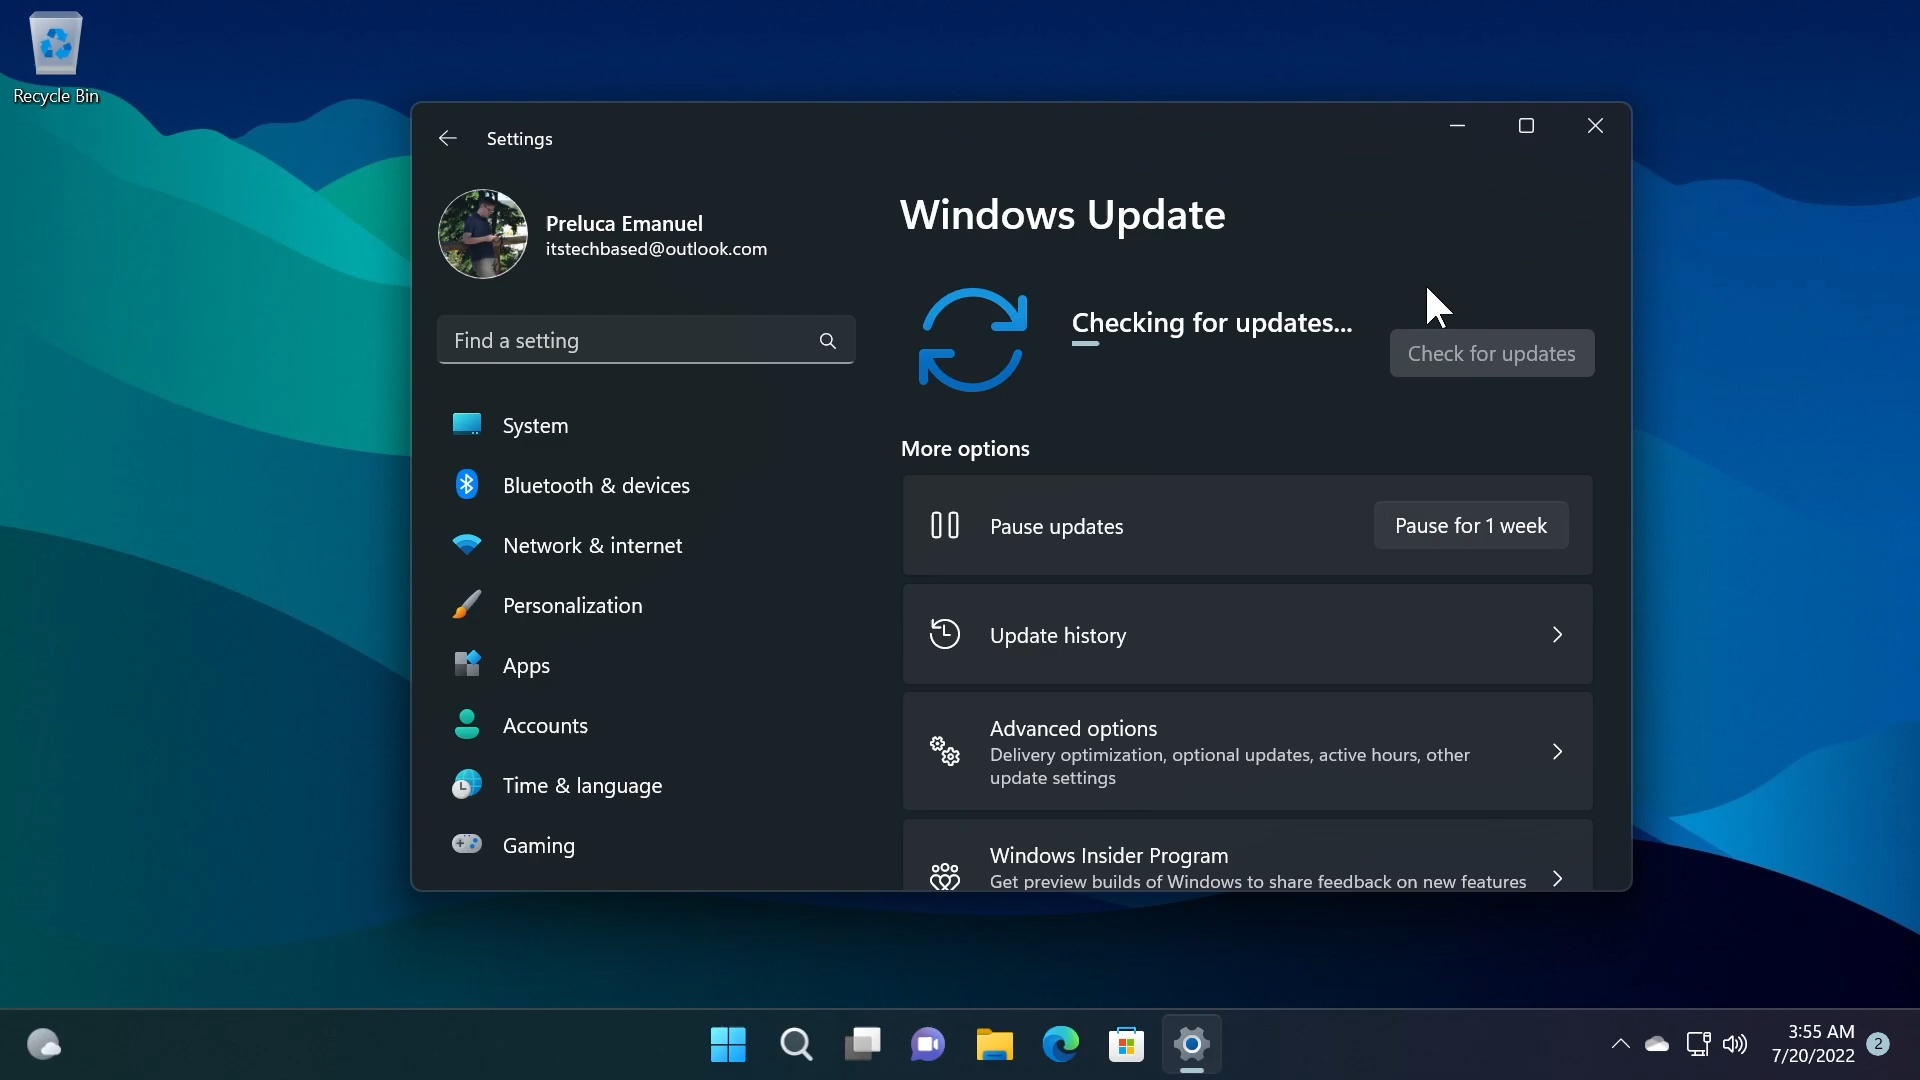 Recycle Bin
Settings
Preluca Emanuel
itstechbased@outlook.com
Find a setting
System
Bluetooth & devices
Network & internet
Personalization
Apps
Accounts
Time & language
Gaming
Windows Update
Checking for updates...
Check for updates
More options
Pause updates
Pause for 1 week
Update history
Advanced options
Delivery optimization, optional updates, active hours, other
update settings
Windows Insider Program
Get preview builds of Windows to share feedback on new features
3:55 AM
7/20/2022
2